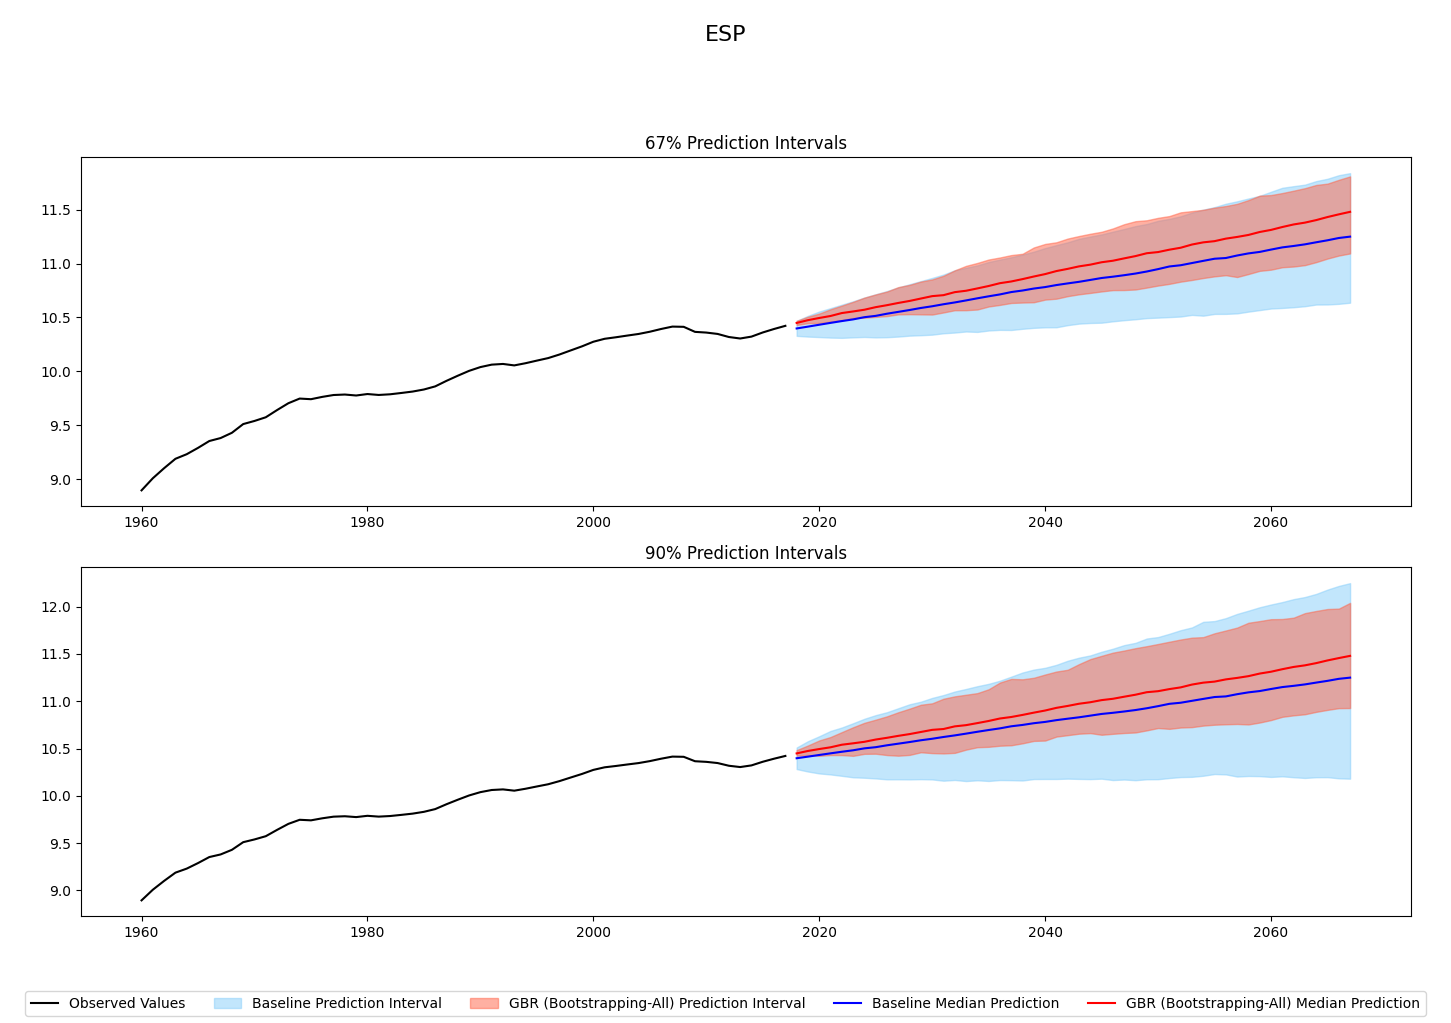 ESP
67% Prediction Intervals
11.5
11.0
10.5
10.0
9.5
9.0
1960 1980 2000 2020 2040 2060
90% Prediction Intervals
12.0
11.5
11.0
10.5
10.0
9.5
9.0
1960 1980 2000 2020 2040 2060
Observed Values Baseline Prediction Interval GBR (Bootstrapping-All) Prediction Interval Baseline Median Prediction GBR (Bootstrapping-All) Median Prediction